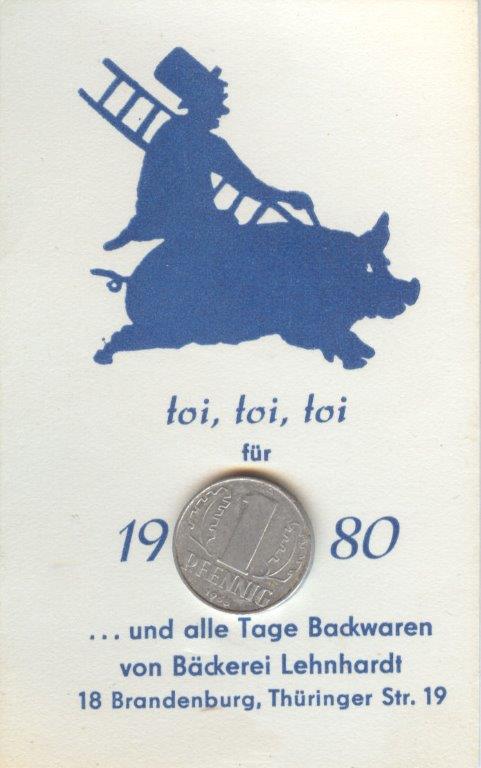 toi, toi, toi
für
19 80
1
PFENNIG
... und alle Tage Backwaren
von Bäckerei Lehnhardt
18 Brandenburg, Thüringer Str. 19